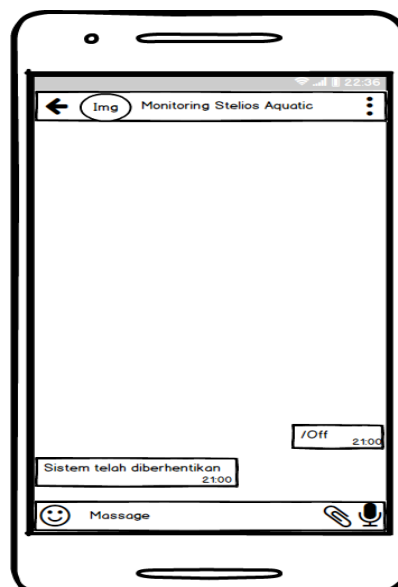 22:36
Img Monitoring Stelios Aquatic
/Off
21:00
Sistem telah diberhentikan
21:00
Massage